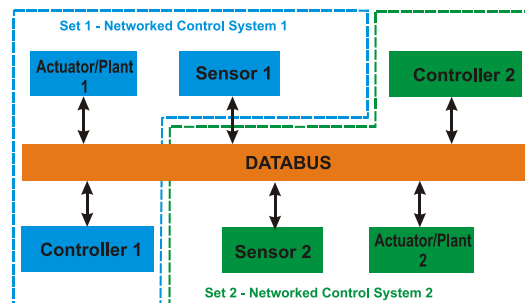 Set 1 - Networked Control System 1
Actuator/Plant
1
Sensor 1
Controller 2
DATABUS
Controller 1
Sensor 2
Actuator/Plant
2
Set 2 - Networked Control System 2